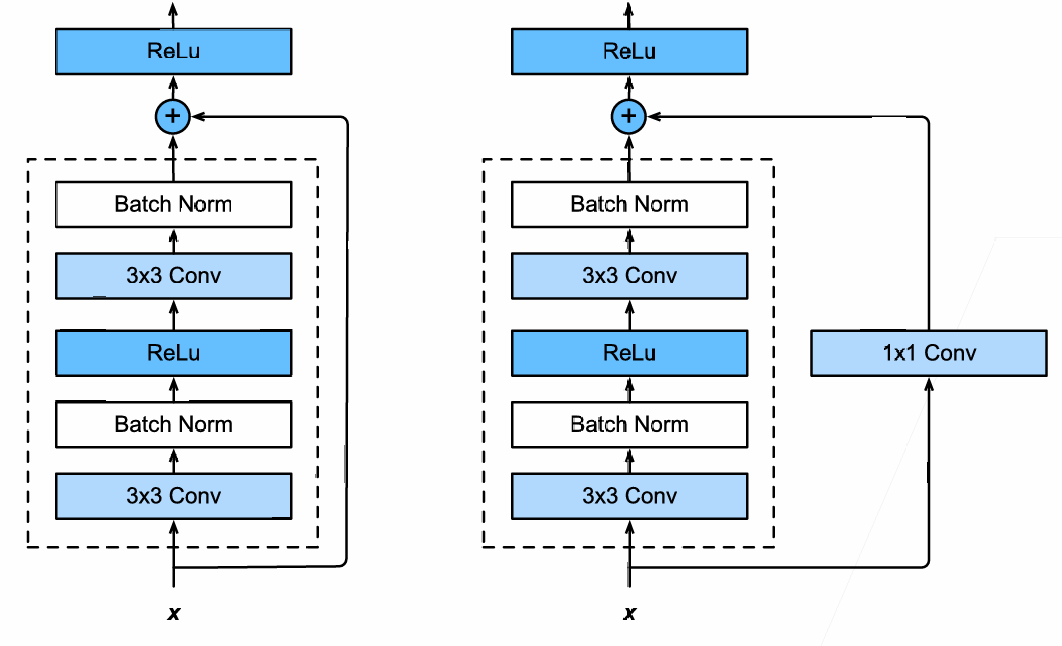 ReLu
+
Batch Norm
3x3 Conv
ReLu
Batch Norm
3x3 Conv
x
ReLu
+
Batch Norm
3x3 Conv
ReLu
Batch Norm
3x3 Conv
1x1 Conv
x